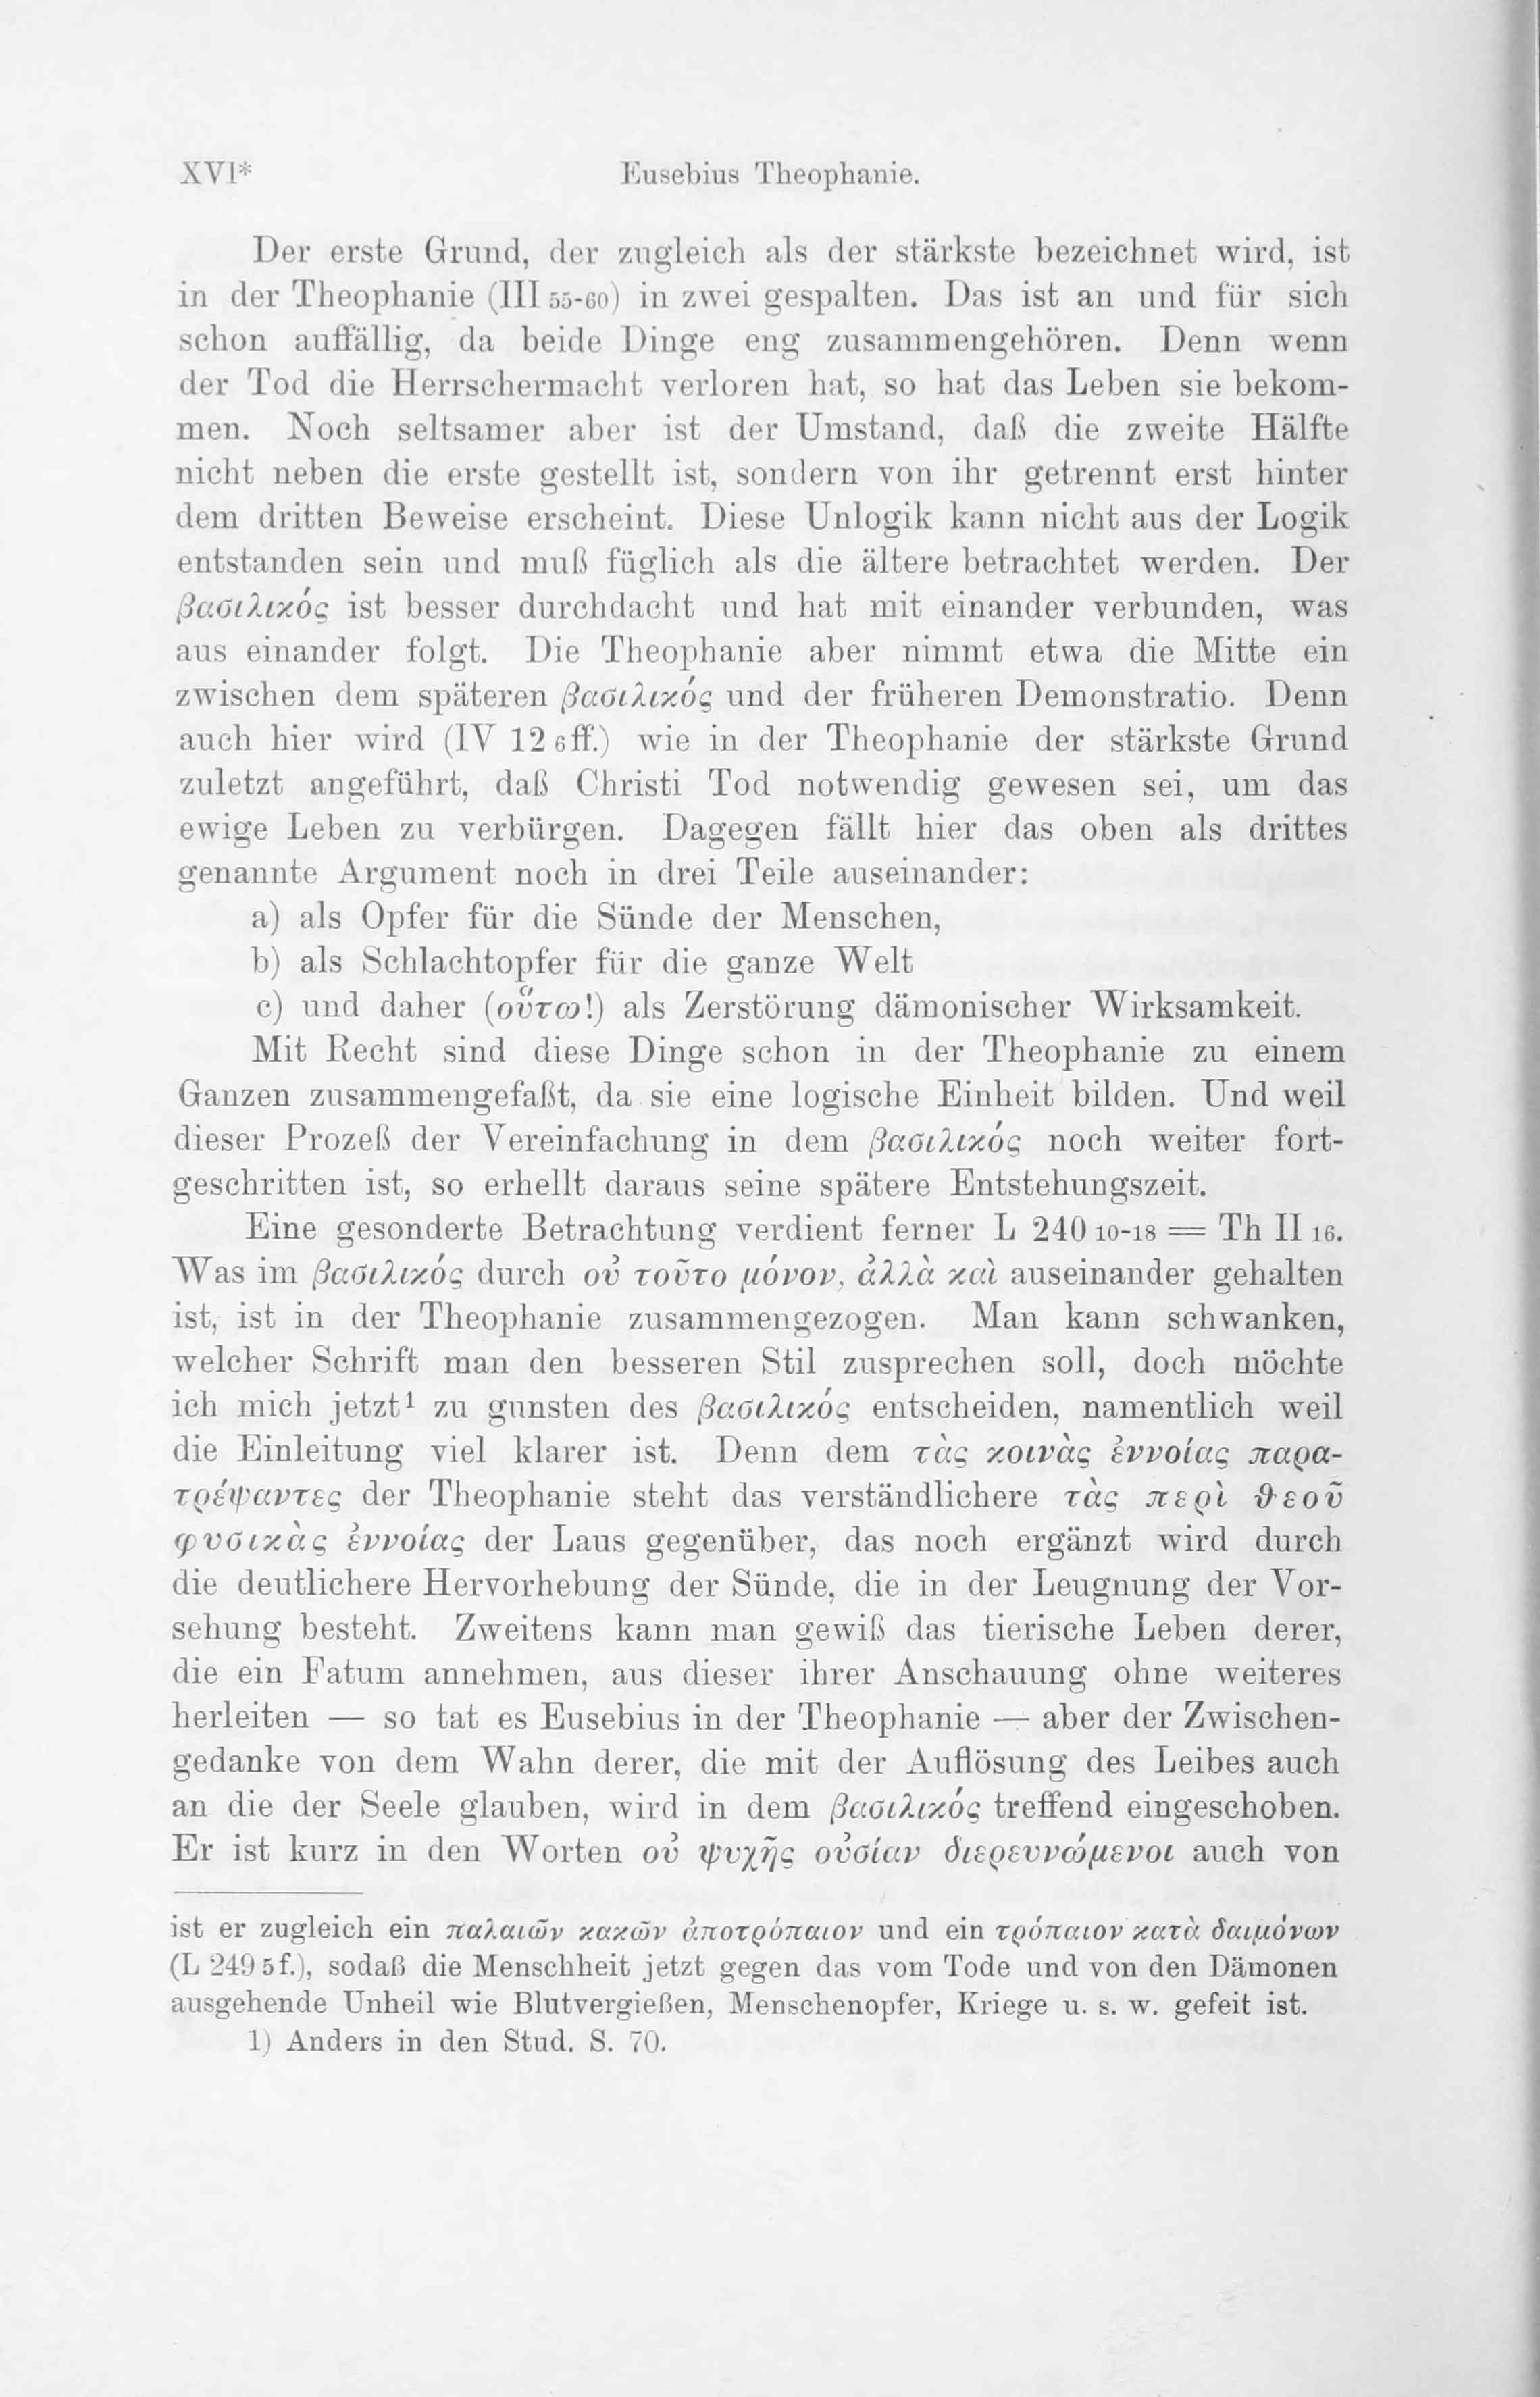 XVI*
Eusebius Theophanie.
Der erste Grund, der zugleich als der stärkste bezeichnet wird, ist
in der Theophanie (III 55-60) in zwei gespalten. Das ist an und für sich
schon auffällig, da beide Dinge eng zusammengehören. Denn wenn
der Tod die Herrschermacht verloren hat, so hat das Leben sie bekom-
men. Noch seltsamer aber ist der Umstand, daß die zweite Hälfte
nicht neben die erste gestellt ist, sondern von ihr getrennt erst hinter
dem dritten Beweise erscheint. Diese Unlogik kann nicht aus der Logik
entstanden sein und muß füglich als die ältere betrachtet werden. Der
βασιλικός ist besser durchdacht und hat mit einander verbunden, was
aus einander folgt. Die Theophanie aber nimmt etwa die Mitte ein
zwischen dem späteren βασιλικός und der früheren Demonstratio. Denn
auch hier wird (IV 12 6 ff.) wie in der Theophanie der stärkste Grund
zuletzt angeführt, daß Christi Tod notwendig gewesen sei, um das
ewige Leben zu verbürgen. Dagegen fällt hier das oben als drittes
genannte Argument noch in drei Teile auseinander:
a) als Opfer für die Sünde der Menschen,
b) als Schlachtopfer für die ganze Welt
c) und daher (οὕτω!) als Zerstörung dämonischer Wirksamkeit.
Mit Recht sind diese Dinge schon in der Theophanie zu einem
Ganzen zusammengefaßt, da sie eine logische Einheit bilden. Und weil
dieser Prozeß der Vereinfachung in dem βασιλικός noch weiter fort-
geschritten ist, so erhellt daraus seine spätere Entstehungszeit.
Eine gesonderte Betrachtung verdient ferner L 240 10-18 = Th II 16.
Was im βασιλικός durch οὐ τοῦτο μόνον, ἀλλὰ καὶ auseinander gehalten
ist, ist in der Theophanie zusammengezogen. Man kann schwanken,
welcher Schrift man den besseren Stil zusprechen soll, doch möchte
ich mich jetzt¹ zu gunsten des βασιλικός entscheiden, namentlich weil
die Einleitung viel klarer ist. Denn dem τὰς κοινὰς ἐννοίας παρα-
τρέψαντες der Theophanie steht das verständlichere τὰς περὶ θεοῦ
φυσικὰς ἐννοίας der Laus gegenüber, das noch ergänzt wird durch
die deutlichere Hervorhebung der Sünde, die in der Leugnung der Vor-
sehung besteht. Zweitens kann man gewiß das tierische Leben derer,
die ein Fatum annehmen, aus dieser ihrer Anschauung ohne weiteres
herleiten — so tat es Eusebius in der Theophanie — aber der Zwischen-
gedanke von dem Wahn derer, die mit der Auflösung des Leibes auch
an die der Seele glauben, wird in dem βασιλικός treffend eingeschoben.
Er ist kurz in den Worten οὐ ψυχῆς οὐσίαν διερευνώμενοι auch von
ist er zugleich ein παλαιῶν κακῶν ἀποτρόπαιον und ein τρόπαιον κατὰ δαιμόνων
(L 249 5 f.), sodaß die Menschheit jetzt gegen das vom Tode und von den Dämonen
ausgehende Unheil wie Blutvergießen, Menschenopfer, Kriege u. s. w. gefeit ist.
1) Anders in den Stud. S. 70.